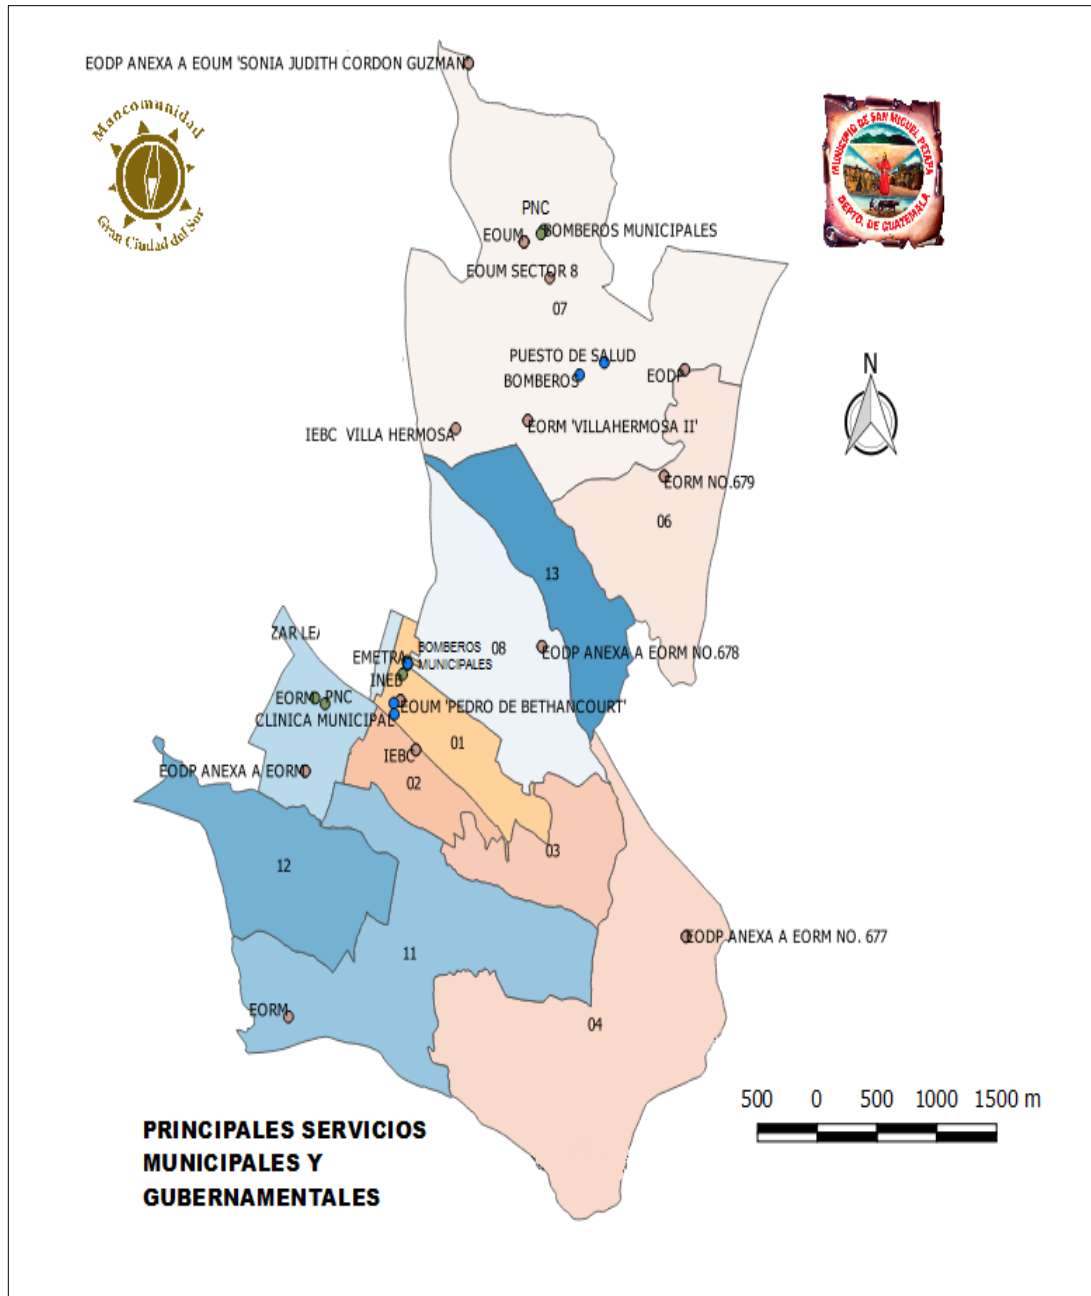 EODP ANEXA A EOUM 'SONIA JUDITH CORDON GUZMAN'
Mancomunidad
Gran Ciudad del Sur
MUNICIPIO DE SAN MIGUEL PETAPA
DEPTO. DE GUATEMALA
PNC
BOMBEROS MUNICIPALES
EOUM
EOUM SECTOR 8
07
PUESTO DE SALUD
BOMBEROS
EODP
N
EORM 'VILLAHERMOSA II'
IEBC VILLA HERMOSA
EORM NO.679
06
13
ZAR LEA
EMETRA
BOMBEROS
MUNICIPALES
08
EODP ANEXA A EORM NO.678
INEB
EORM
PNC
EOUM 'PEDRO DE BETHANCOURT'
CLINICA MUNICIPAL
01
IEBC
EODP ANEXA A EORM
02
03
12
EODP ANEXA A EORM NO. 677
11
EORM
04
500 0 500 1000 1500 m
PRINCIPALES SERVICIOS
MUNICIPALES Y
GUBERNAMENTALES